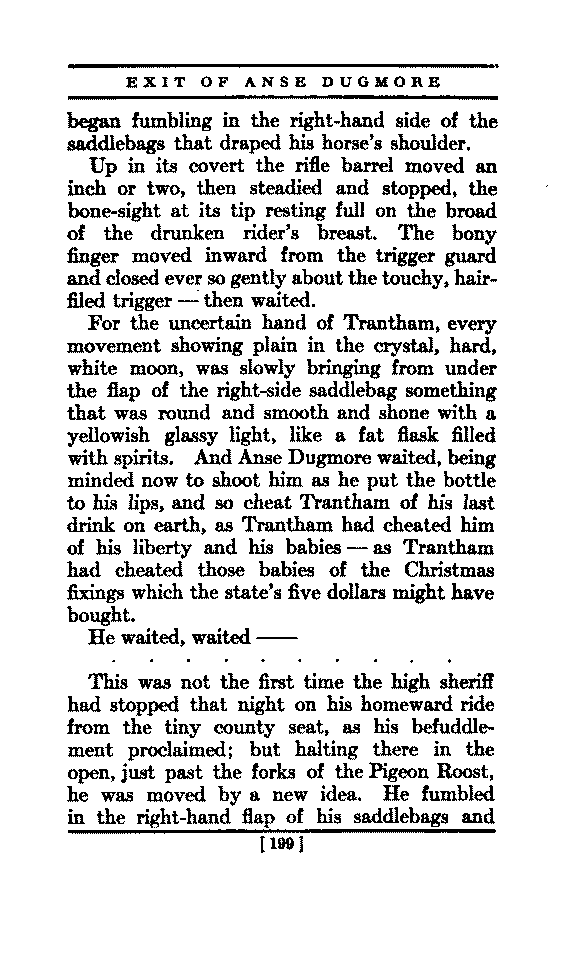 EXIT OF ANSE DUGMORE
began fumbling in the right-hand side of the
saddlebags that draped his horse's shoulder.
Up in its covert the rifle barrel moved an
inch or two, then steadied and stopped, the
bone-sight at its tip resting full on the broad
of the drunken rider's breast. The bony
finger moved inward from the trigger guard
and closed ever so gently about the touchy, hair-
filed trigger — then waited.
For the uncertain hand of Trantham, every
movement showing plain in the crystal, hard,
white moon, was slowly bringing from under
the flap of the right-side saddlebag something
that was round and smooth and shone with a
yellowish glassy light, like a fat flask filled
with spirits. And Anse Dugmore waited, being
minded now to shoot him as he put the bottle
to his lips, and so cheat Trantham of his last
drink on earth, as Trantham had cheated him
of his liberty and his babies — as Trantham
had cheated those babies of the Christmas
fixings which the state's five dollars might have
bought.
He waited, waited ——
. . . . . . . . . .
This was not the first time the high sheriff
had stopped that night on his homeward ride
from the tiny county seat, as his befuddle-
ment proclaimed; but halting there in the
open, just past the forks of the Pigeon Roost,
he was moved by a new idea. He fumbled
in the right-hand flap of his saddlebags and
[ 199 ]